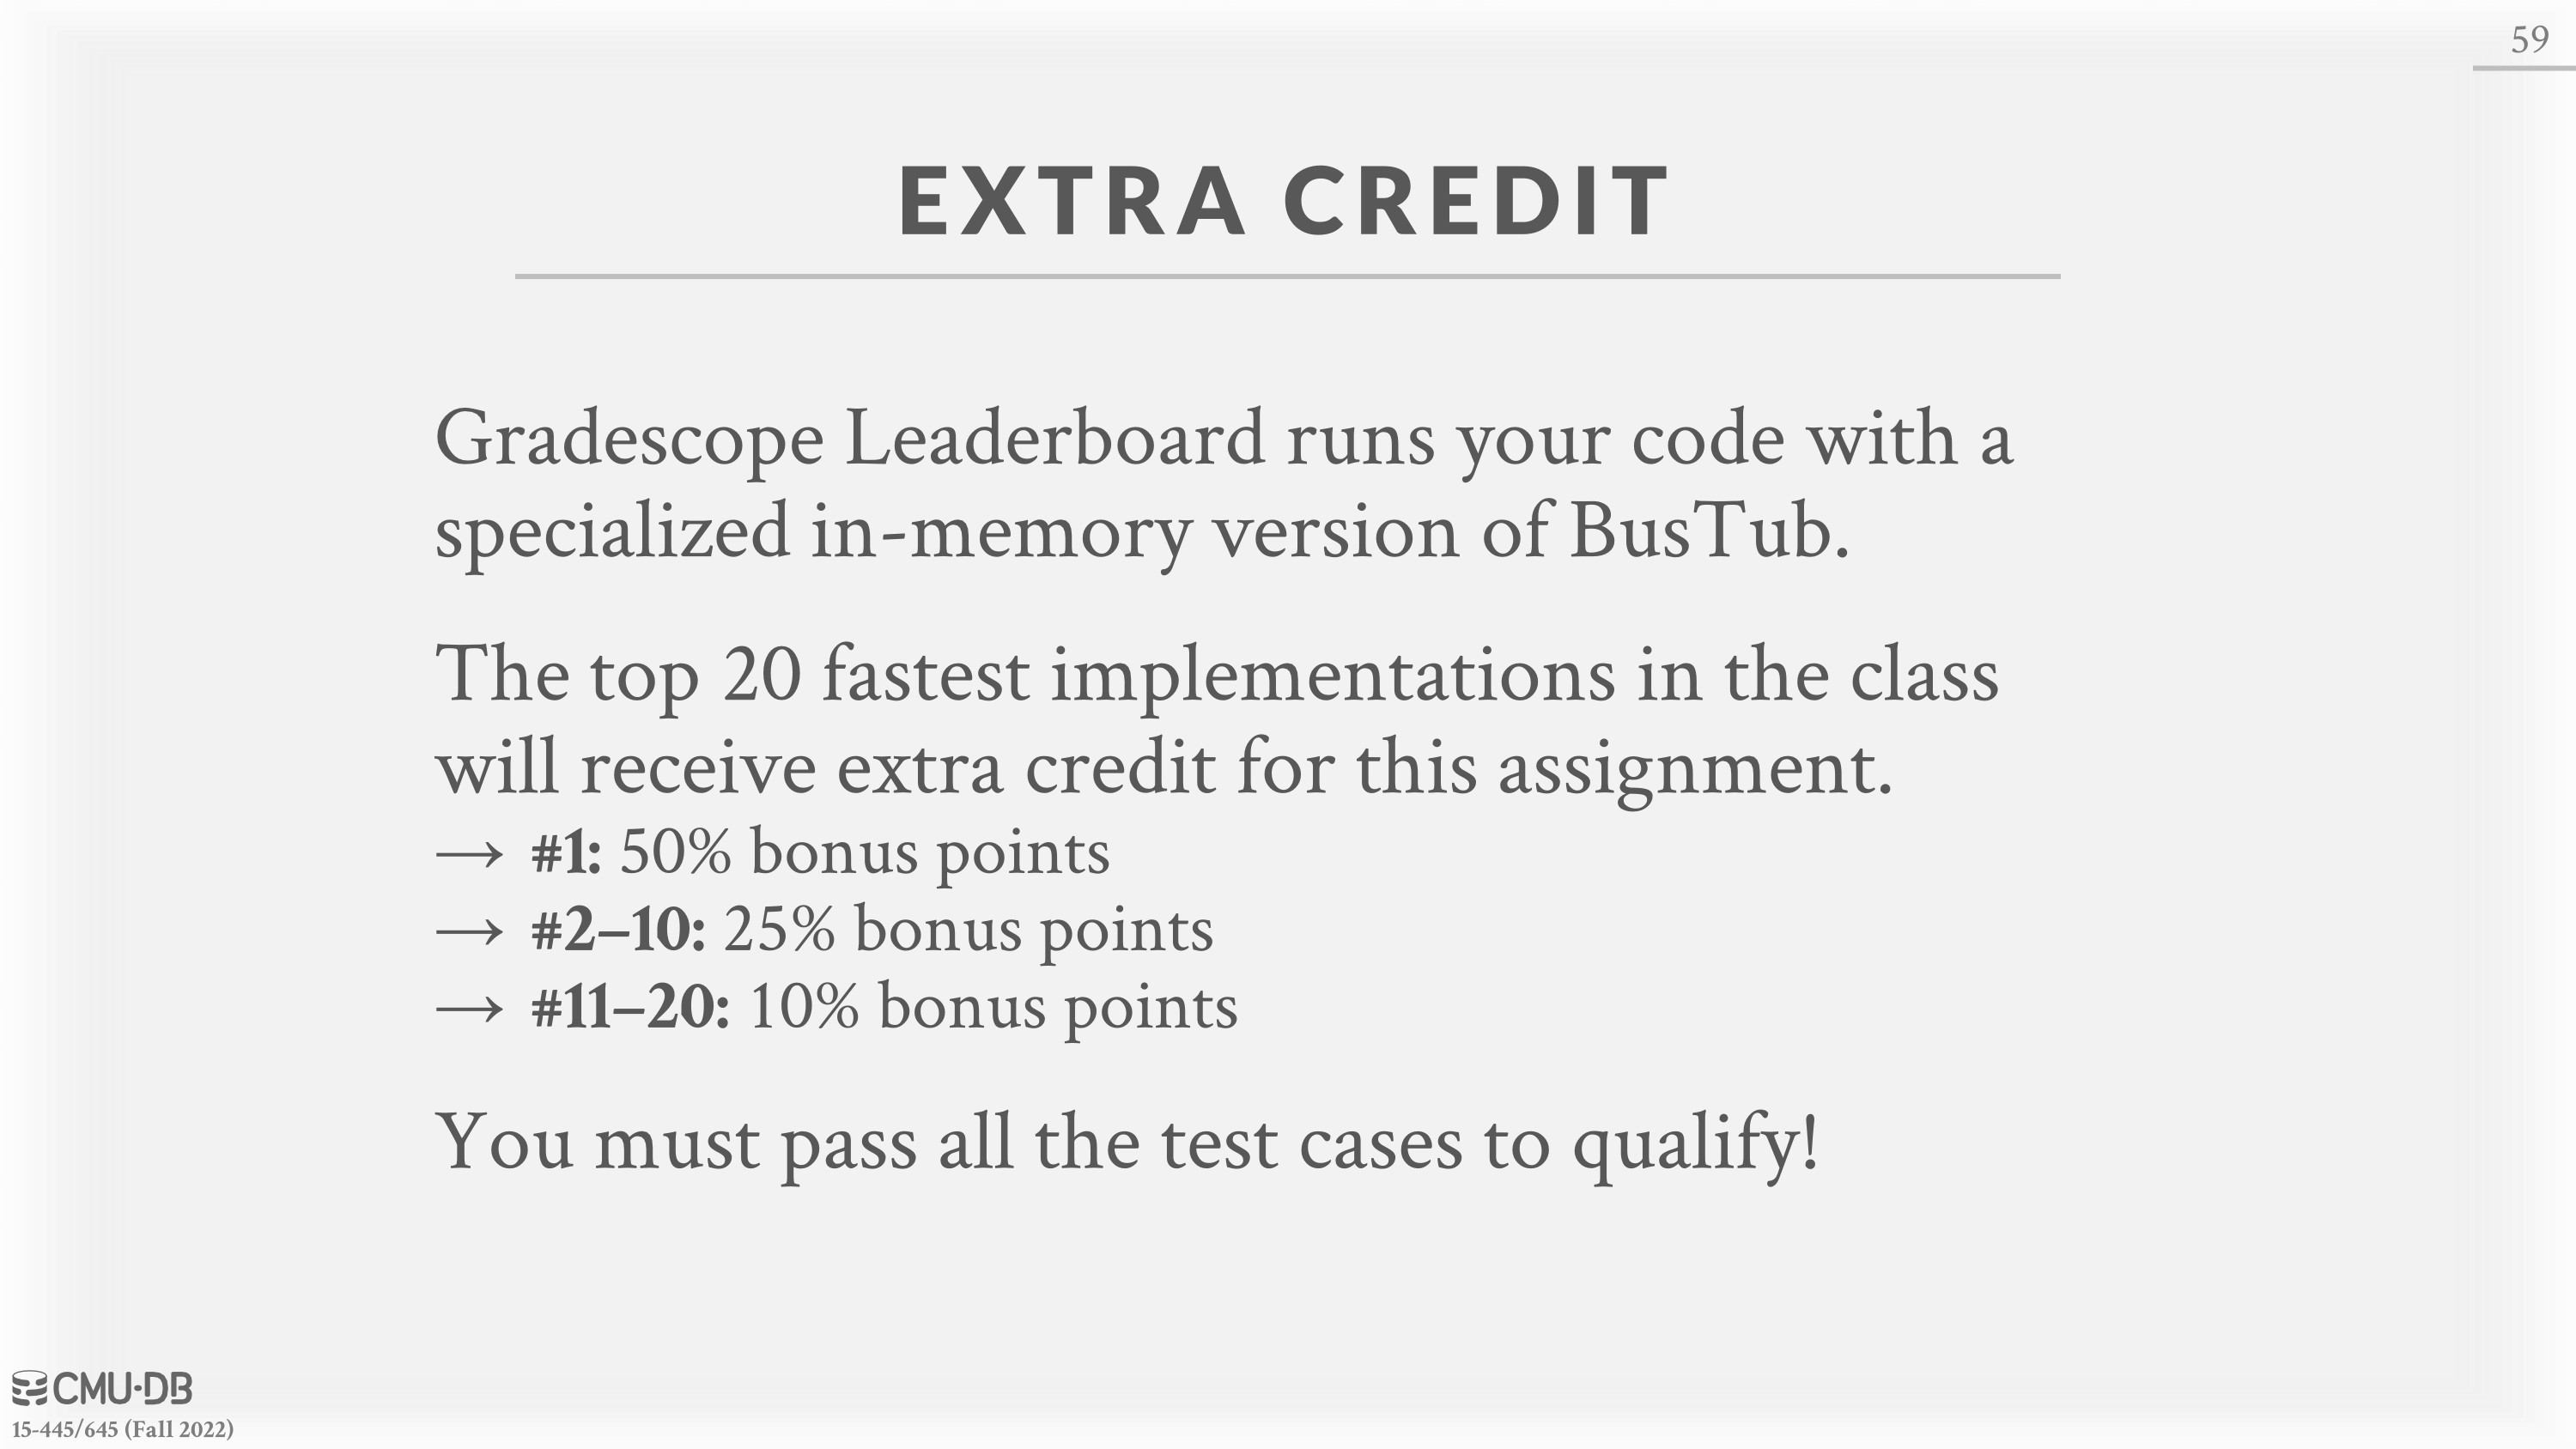 59
EXTRA CREDIT
Gradescope Leaderboard runs your code with a
specialized in-memory version of BusTub.
The top 20 fastest implementations in the class
will receive extra credit for this assignment.
→ #1: 50% bonus points
→ #2–10: 25% bonus points
→ #11–20: 10% bonus points
You must pass all the test cases to qualify!
CMU·DB
15-445/645 (Fall 2022)